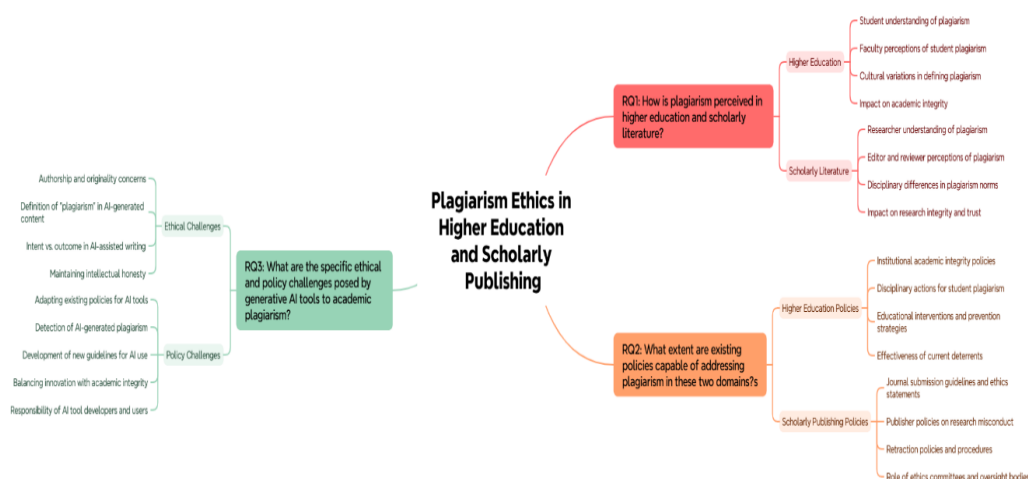 Plagiarism Ethics in
Higher Education
and Scholarly
Publishing
RQ1: How is plagiarism perceived in
higher education and scholarly
literature?
Higher Education
Student understanding of plagiarism
Faculty perceptions of student plagiarism
Cultural variations in defining plagiarism
Impact on academic integrity
Scholarly Literature
Researcher understanding of plagiarism
Editor and reviewer perceptions of plagiarism
Disciplinary differences in plagiarism norms
Impact on research integrity and trust
RQ2: What extent are existing
policies capable of addressing
plagiarism in these two domains?s
Higher Education Policies
Institutional academic integrity policies
Disciplinary actions for student plagiarism
Educational interventions and prevention
strategies
Effectiveness of current deterrents
Scholarly Publishing Policies
Journal submission guidelines and ethics
statements
Publisher policies on research misconduct
Retraction policies and procedures
Role of ethics committees and oversight bodies
RQ3: What are the specific ethical
and policy challenges posed by
generative AI tools to academic
plagiarism?
Ethical Challenges
Authorship and originality concerns
Definition of "plagiarism" in AI-generated
content
Intent vs. outcome in AI-assisted writing
Maintaining intellectual honesty
Policy Challenges
Adapting existing policies for AI tools
Detection of AI-generated plagiarism
Development of new guidelines for AI use
Balancing innovation with academic integrity
Responsibility of AI tool developers and users